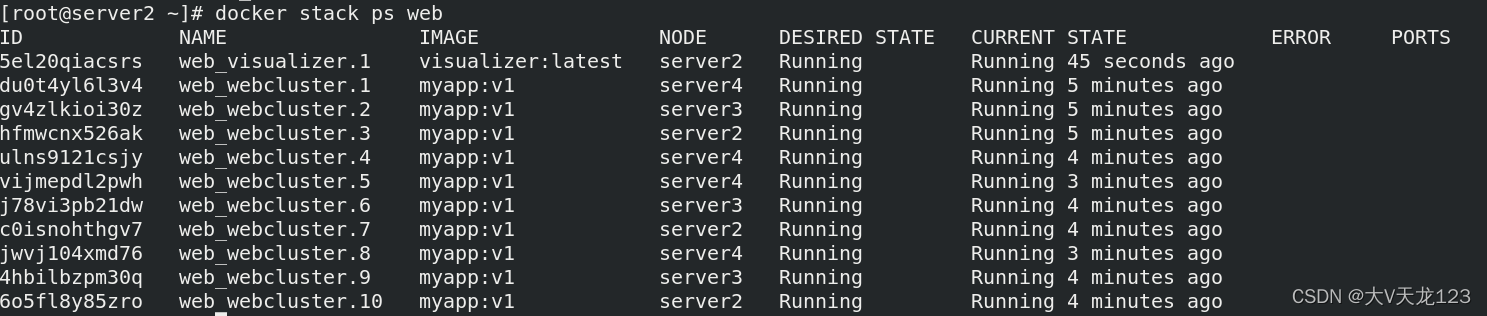 [root@server2 ~]# docker stack ps web
ID NAME IMAGE NODE DESIRED STATE CURRENT STATE ERROR PORTS
5el20qiacsrs web_visualizer.1 visualizer:latest server2 Running Running 45 seconds ago
du0t4yl6l3v4 web_webcluster.1 myapp:v1 server4 Running Running 5 minutes ago
gv4zlkioi30z web_webcluster.2 myapp:v1 server3 Running Running 5 minutes ago
hfmwcnx526ak web_webcluster.3 myapp:v1 server2 Running Running 5 minutes ago
ulns9121csjy web_webcluster.4 myapp:v1 server4 Running Running 4 minutes ago
vijmepdl2pwh web_webcluster.5 myapp:v1 server4 Running Running 3 minutes ago
j78vi3pb21dw web_webcluster.6 myapp:v1 server3 Running Running 4 minutes ago
c0isnohthgv7 web_webcluster.7 myapp:v1 server2 Running Running 4 minutes ago
jwvj104xmd76 web_webcluster.8 myapp:v1 server4 Running Running 3 minutes ago
4hbilbzpm30q web_webcluster.9 myapp:v1 server3 Running Running 4 minutes ago
6o5fl8y85zro web_webcluster.10 myapp:v1 server2 Running Running 4 minutes ago
CSDN @大V天龙123